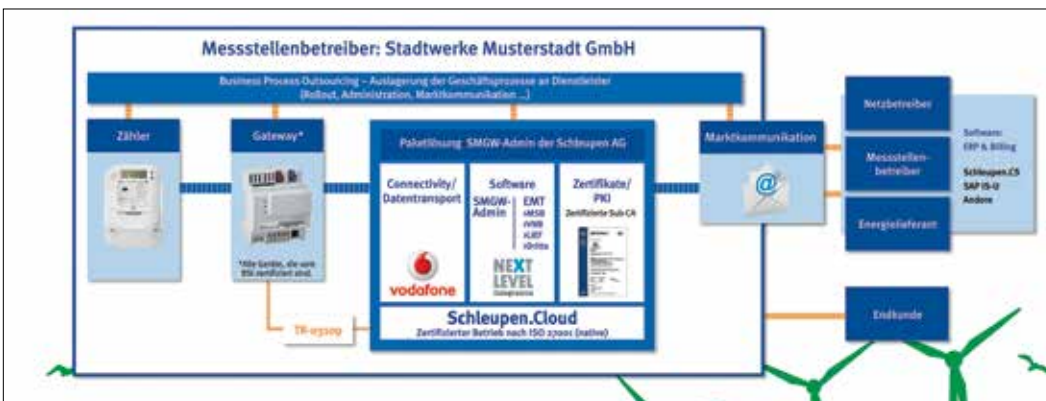 Messstellenbetreiber: Stadtwerke Musterstadt GmbH
Business Process Outsourcing – Auslagerung der Geschäftsprozesse an Dienstleister
(Rollout, Administration, Marktkommunikation ...)
Zähler
Gateway*
*Alle Geräte, die vom
BSI zertifiziert sind.
TR-03109
Paketlösung SMGW-Admin der Schleupen AG
Connectivity/
Datentransport
vodafone
Software
SMGW-
Admin
EMT
NEXT
LEVEL
Integration
Zertifikate/
PKI
Zertifizierte Sub-CA
Schleupen.Cloud
Zertifizierter Betrieb nach ISO 27001 (native)
Marktkommunikation
@
Netzbetreiber
Messstellen-
betreiber
Energielieferant
Software:
ERP & Billing
Schleupen.CS
SAP IS-U
Andere
Endkunde